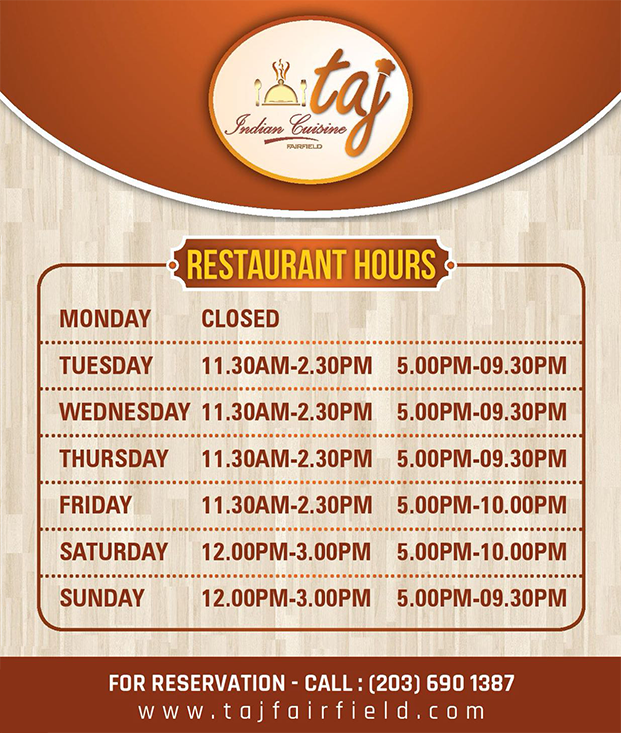 taj
Indian Cuisine
FAIRFIELD
RESTAURANT HOURS
MONDAY CLOSED
TUESDAY 11.30AM-2.30PM 5.00PM-09.30PM
WEDNESDAY 11.30AM-2.30PM 5.00PM-09.30PM
THURSDAY 11.30AM-2.30PM 5.00PM-09.30PM
FRIDAY 11.30AM-2.30PM 5.00PM-10.00PM
SATURDAY 12.00PM-3.00PM 5.00PM-10.00PM
SUNDAY 12.00PM-3.00PM 5.00PM-09.30PM
FOR RESERVATION - CALL : (203) 690 1387
www.tajfairfield.com